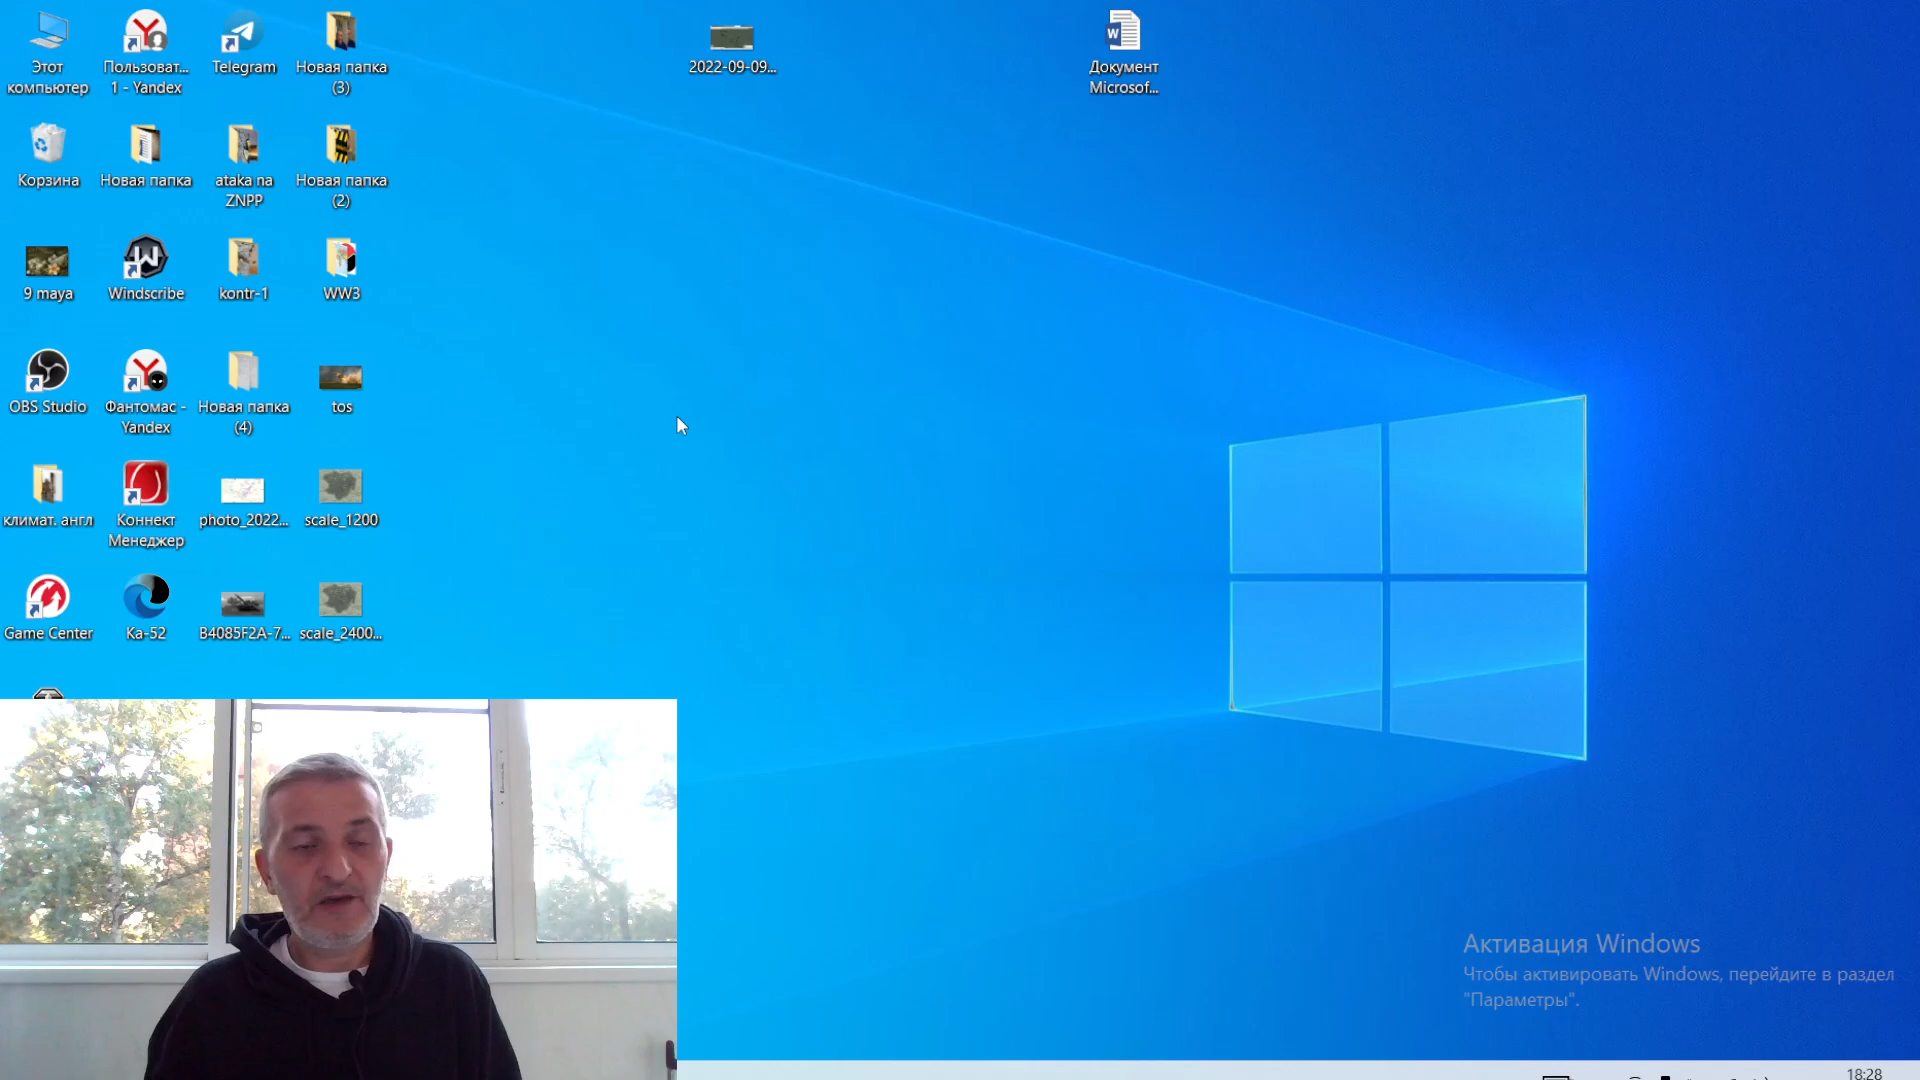 Этот
компьютер
Пользоват...
1 - Yandex
Telegram
Новая папка
(3)
2022-09-09...
Документ
Microsof...
W
Корзина
Новая папка
ataka na
ZNPP
Новая папка
(2)
9 maya
Windscribe
kontr-1
WW3
OBS Studio
Фантомас -
Yandex
Новая папка
(4)
tos
климат. англ
Коннект
Менеджер
photo_2022...
scale_1200
Game Center
Ka-52
B4085F2A-7...
scale_2400...
Активация Windows
Чтобы активировать Windows, перейдите в раздел
"Параметры".
18:28